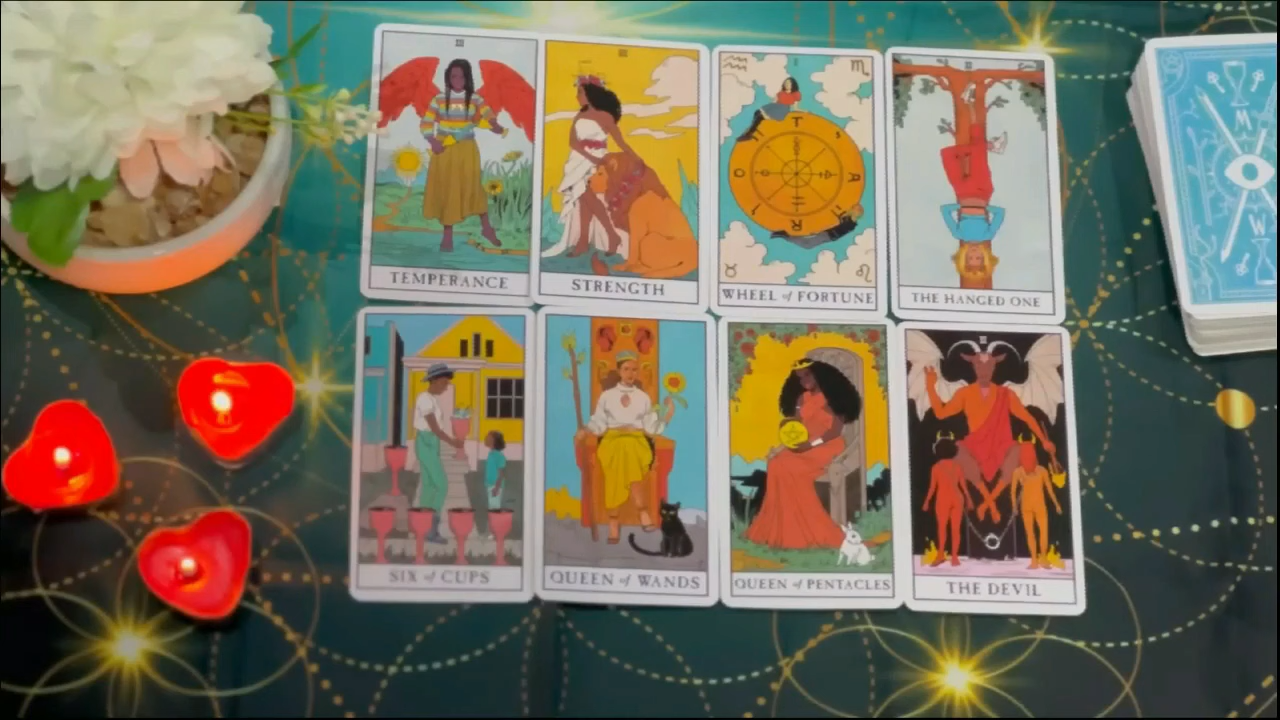 TEMPERANCE
STRENGTH
WHEEL of FORTUNE
THE HANGED ONE
SIX of CUPS
QUEEN of WANDS
QUEEN of PENTACLES
THE DEVIL
M
W